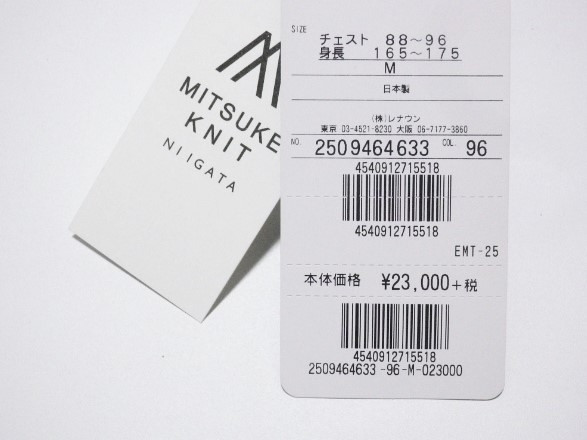 MITSUKE
KNIT
NIIGATA
SIZE
チェスト 88～96
身長 165～175
M
日本製
(株)レナウン
東京 03-4521-8230 大阪 06-7177-3860
NO. 2509464633 COL. 96
4540912715518
4540912715518
EMT-25
本体価格 ¥23,000+税
4540912715518
2509464633-96-M-023000